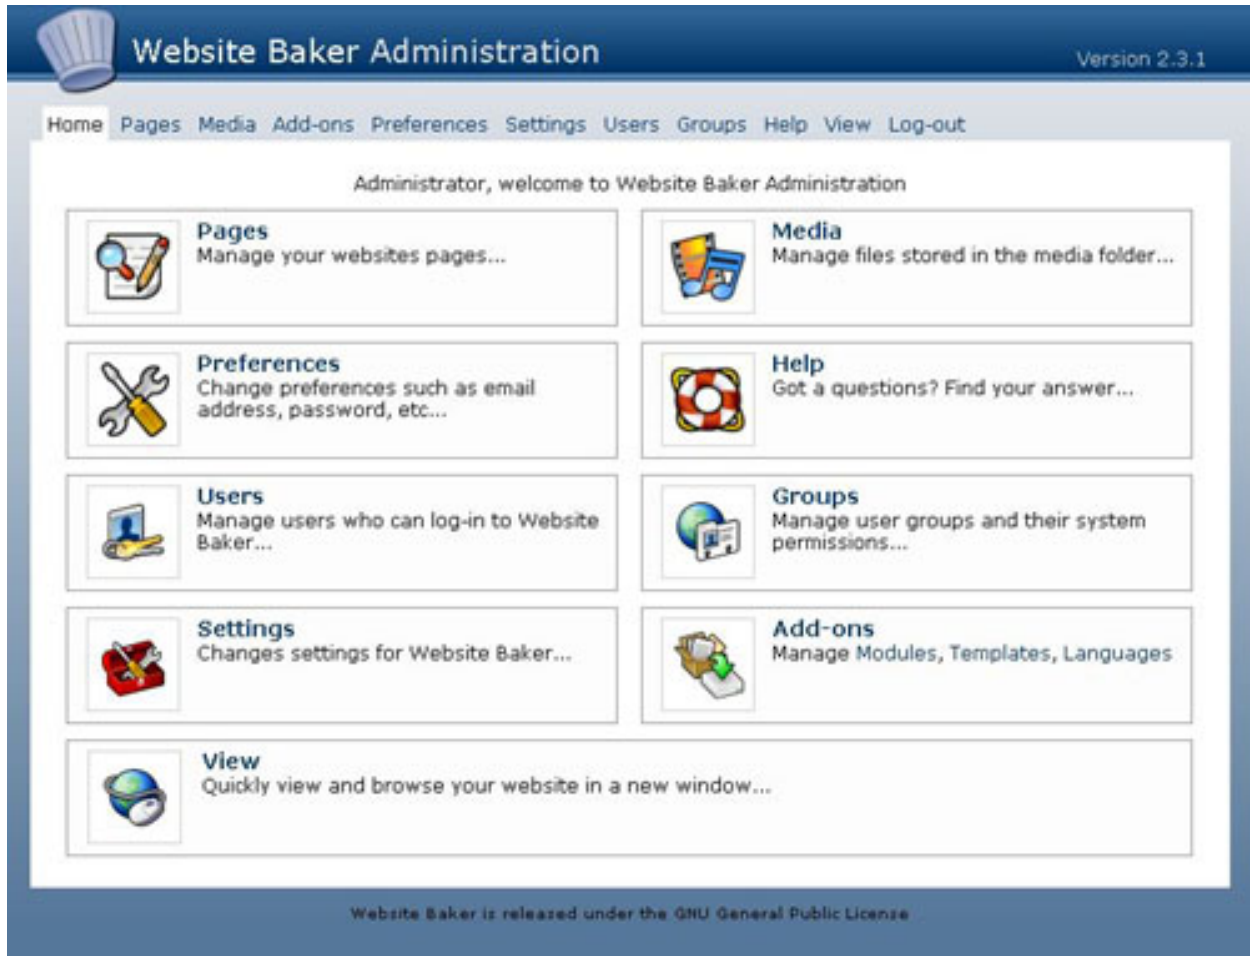 Website Baker Administration
Version 2.3.1
Home Pages Media Add-ons Preferences Settings Users Groups Help View Log-out
Administrator, welcome to Website Baker Administration
Pages
Manage your websites pages...
Media
Manage files stored in the media folder...
Preferences
Change preferences such as email
address, password, etc...
Help
Got a questions? Find your answer...
Users
Manage users who can log-in to Website
Baker...
Groups
Manage user groups and their system
permissions...
Settings
Changes settings for Website Baker...
Add-ons
Manage Modules, Templates, Languages
View
Quickly view and browse your website in a new window...
Website Baker is released under the GNU General Public License